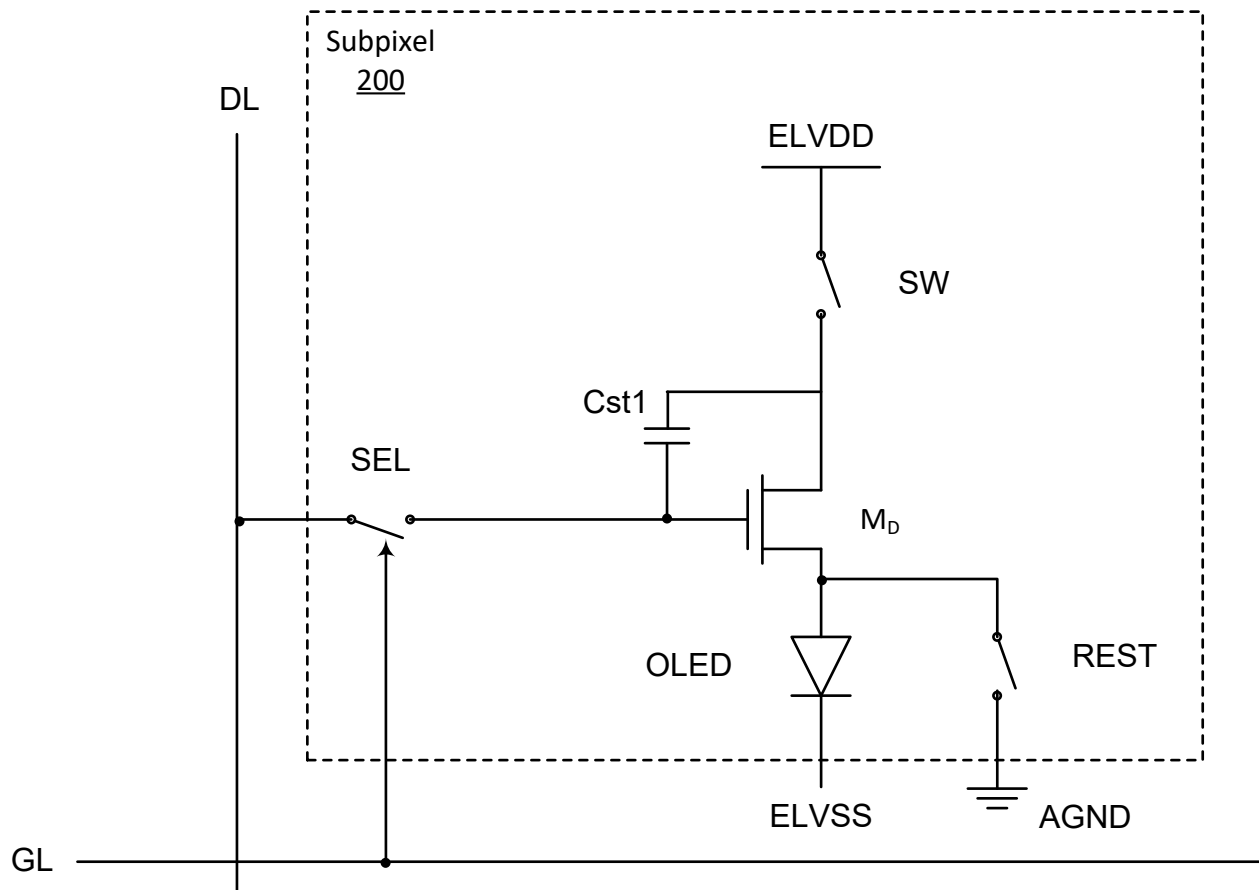 Subpixel
200
DL
ELVDD
SW
Cst1
SEL
M_D
OLED
REST
ELVSS
AGND
GL